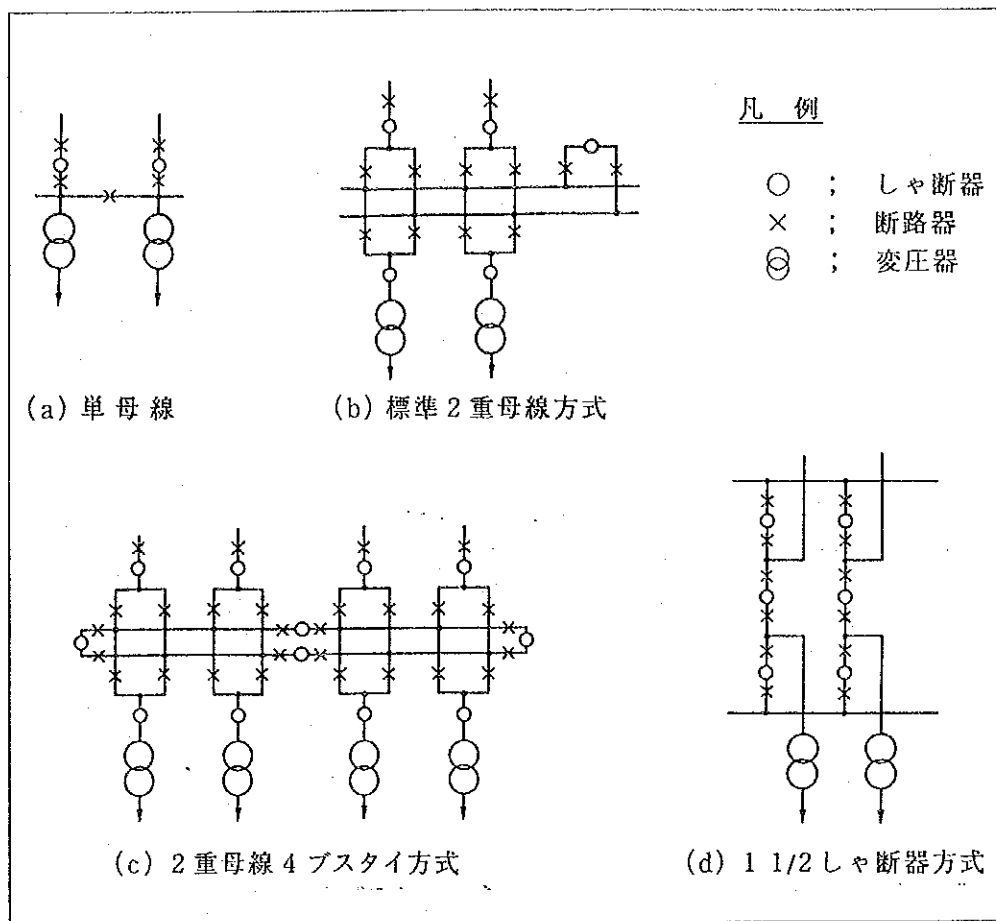 凡 例
○ ; しゃ断器
× ; 断路器
; 変圧器
(a) 単母線
(b) 標準2重母線方式
(c) 2重母線4ブスタイ方式
(d) 1 1/2しゃ断器方式